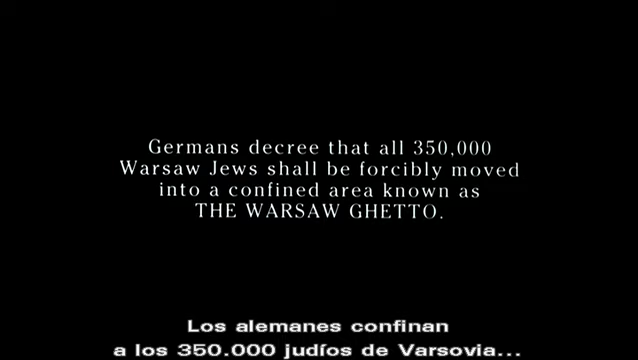 Germans decree that all 350,000
Warsaw Jews shall be forcibly moved
into a confined area known as
THE WARSAW GHETTO.
Los alemanes confinan
a los 350.000 judíos de Varsovia...